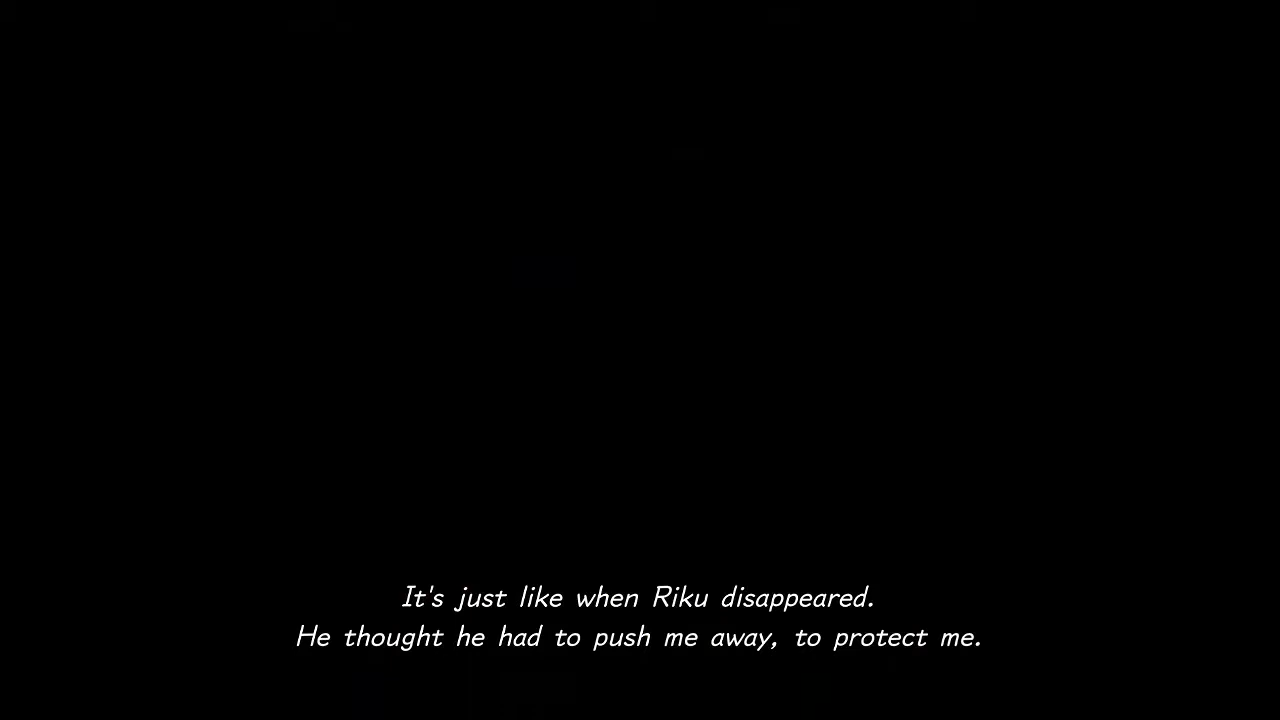 It's just like when Riku disappeared.
He thought he had to push me away, to protect me.